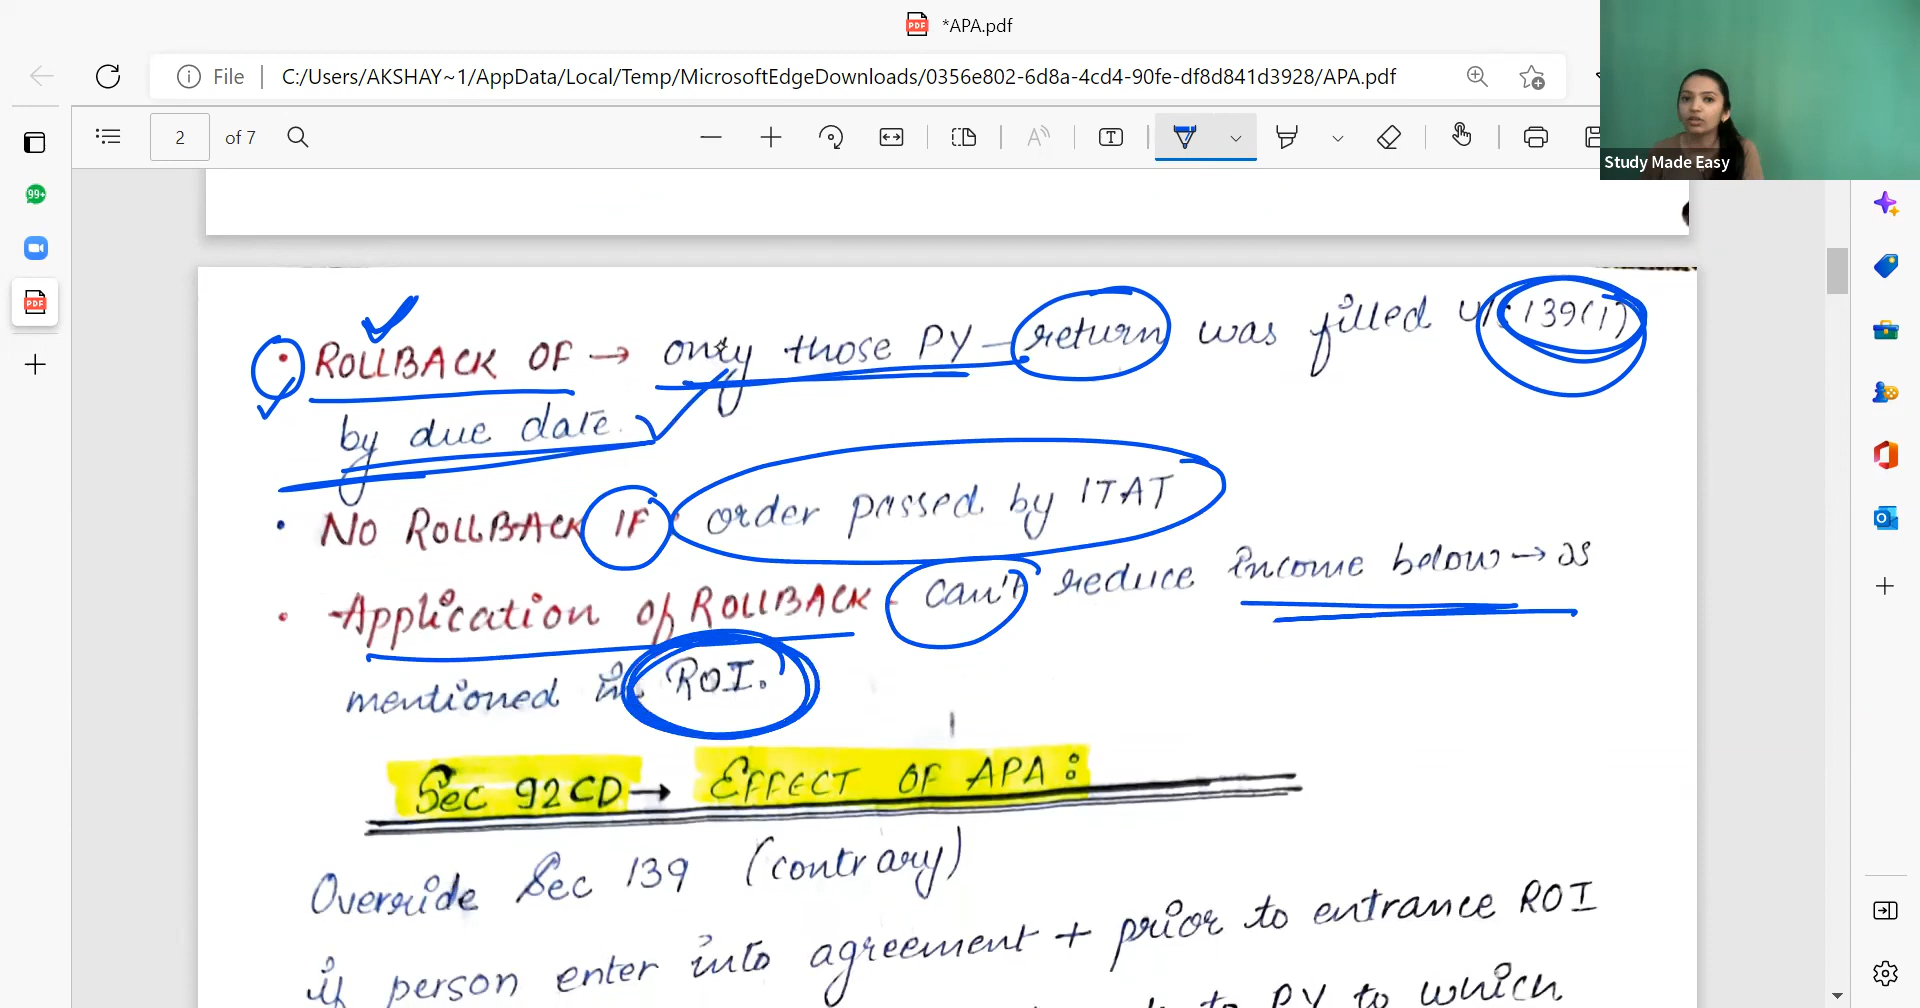 *APA.pdf
File
C:/Users/AKSHAY~1/AppData/Local/Temp/MicrosoftEdgeDownloads/0356e802-6d8a-4cd4-90fe-df8d841d3928/APA.pdf
2 of 7
Study Made Easy
99+
• ROLLBACK OF → only those PY – return was filled u/s 139(1)
by due date.
• NO ROLLBACK IF order passed by ITAT
• Application of ROLLBACK - can't reduce income below → as
mentioned in ROI.
Sec 92CD → EFFECT OF APA:
Override Sec 139 (contrary)
if person enter into agreement + prior to entrance ROI
to PY to which